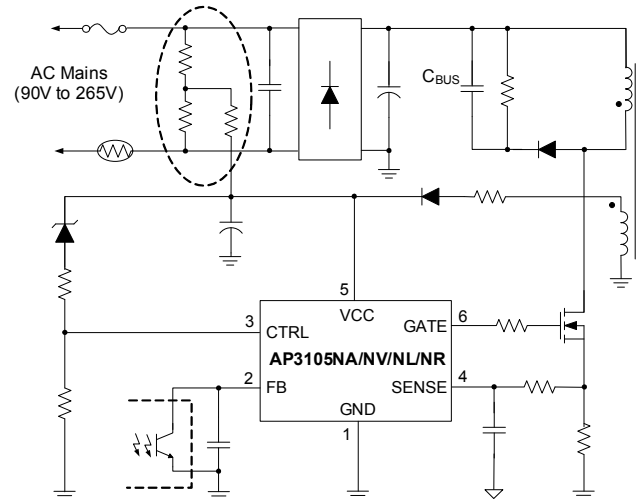 AC Mains
(90V to 265V)
CBUS
5
VCC
3
CTRL
GATE
6
AP3105NA/NV/NL/NR
2
FB
SENSE
4
GND
1